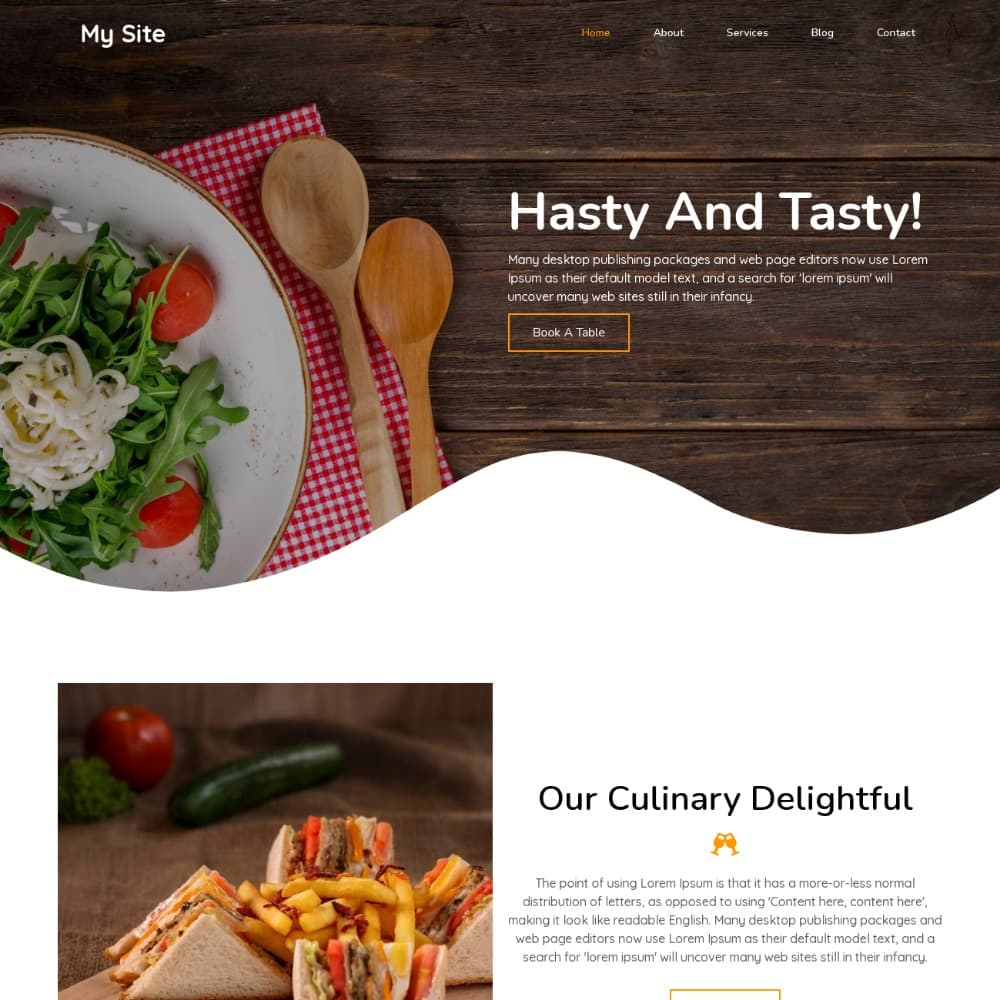 My Site
Home About Services Blog Contact
Hasty And Tasty!
Many desktop publishing packages and web page editors now use Lorem
Ipsum as their default model text, and a search for 'lorem ipsum' will
uncover many web sites still in their infancy.
Book A Table
Our Culinary Delightful
The point of using Lorem Ipsum is that it has a more-or-less normal
distribution of letters, as opposed to using 'Content here, content here',
making it look like readable English. Many desktop publishing packages and
web page editors now use Lorem Ipsum as their default model text, and a
search for 'lorem ipsum' will uncover many web sites still in their infancy.